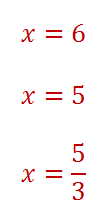 x = 6
x = 5
x = 5/3